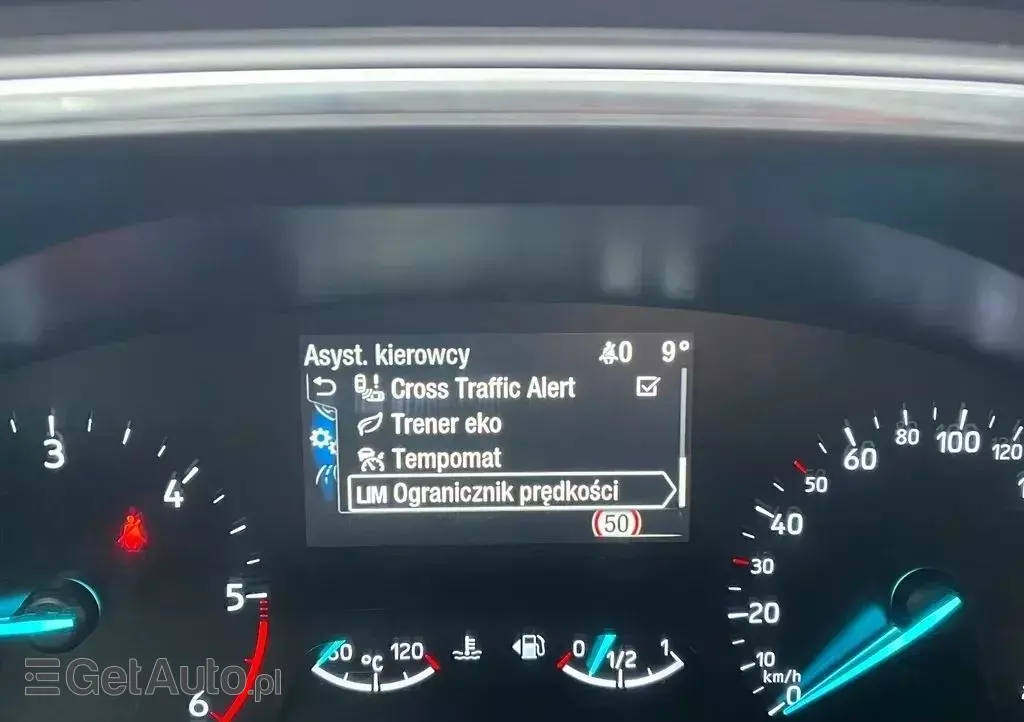 Asyst. kierowcy 0 9°
Cross Traffic Alert
Trener eko
Tempomat
LIM Ogranicznik prędkości
50
3
4
5
6
60 °C 120
0 1/2 1
0
10
20
30
40
50
60
80
100
120
km/h
GetAuto.pl